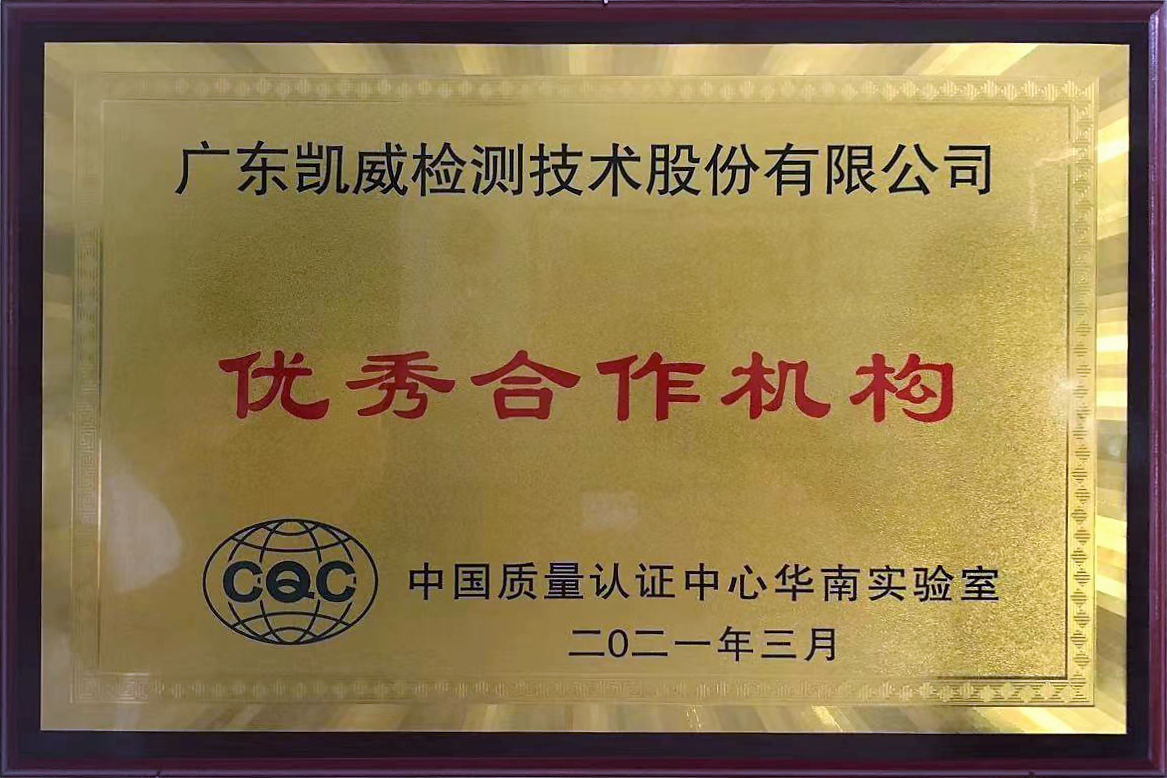 广东凯威检测技术股份有限公司
优秀合作机构
CQC
中国质量认证中心华南实验室
二0二一年三月